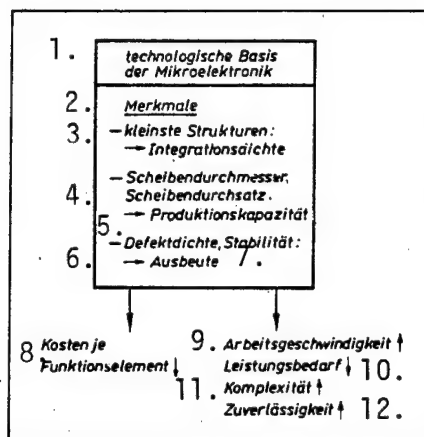 1. technologische Basis
der Mikroelektronik
2. Merkmale
3. – kleinste Strukturen:
→ Integrationsdichte
– Scheibendurchmesser,
4. Scheibendurchsatz.
→ Produktionskapazität
5.
– Defektdichte, Stabilität:
6. → Ausbeute 7.
8 Kosten je
Funktionselement ↓
9. Arbeitsgeschwindigkeit ↑
Leistungsbedarf ↓ 10.
11. Komplexität ↑
Zuverlässigkeit ↑ 12.